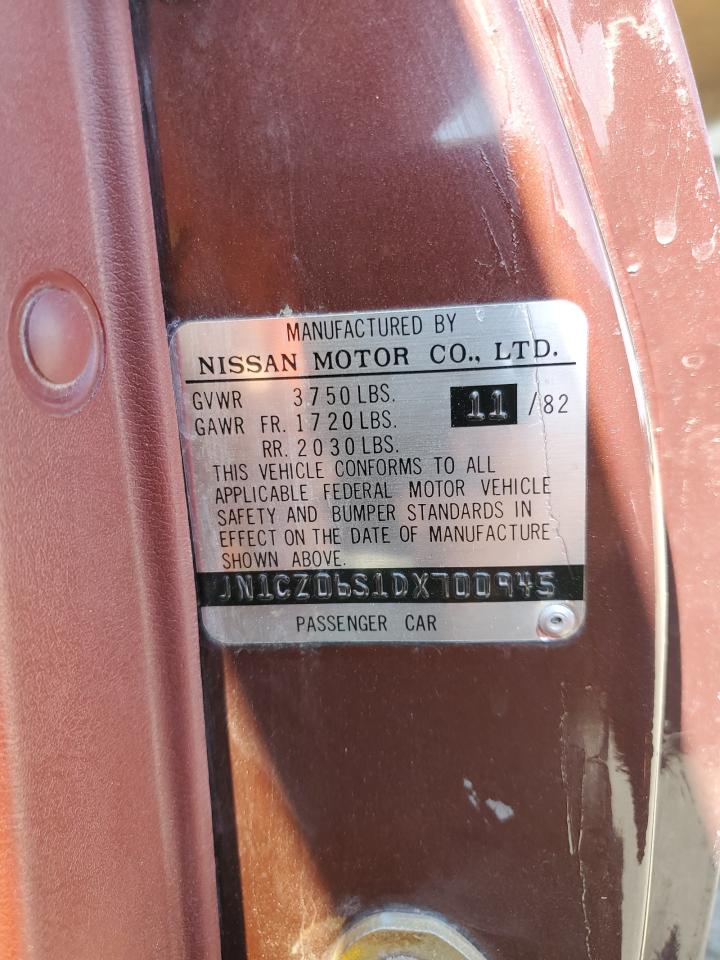 MANUFACTURED BY
NISSAN MOTOR CO., LTD.
GVWR 3750 LBS. 11 /82
GAWR FR. 1720 LBS.
RR. 2030 LBS.
THIS VEHICLE CONFORMS TO ALL
APPLICABLE FEDERAL MOTOR VEHICLE
SAFETY AND BUMPER STANDARDS IN
EFFECT ON THE DATE OF MANUFACTURE
SHOWN ABOVE.
JN1CZ06S1DX700945
PASSENGER CAR